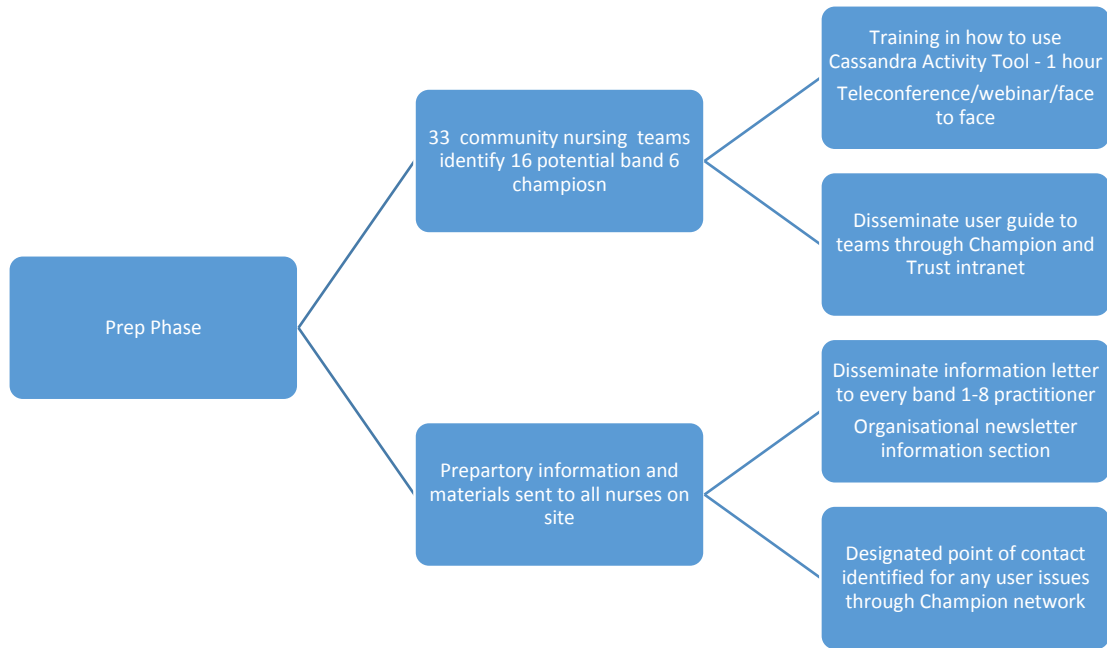 Prep Phase
33 community nursing teams
identify 16 potential band 6
champiosn
Training in how to use
Cassandra Activity Tool - 1 hour
Teleconference/webinar/face
to face
Disseminate user guide to
teams through Champion and
Trust intranet
Prepartory information and
materials sent to all nurses on
site
Disseminate information letter
to every band 1-8 practitioner
Organisational newsletter
information section
Designated point of contact
identified for any user issues
through Champion network